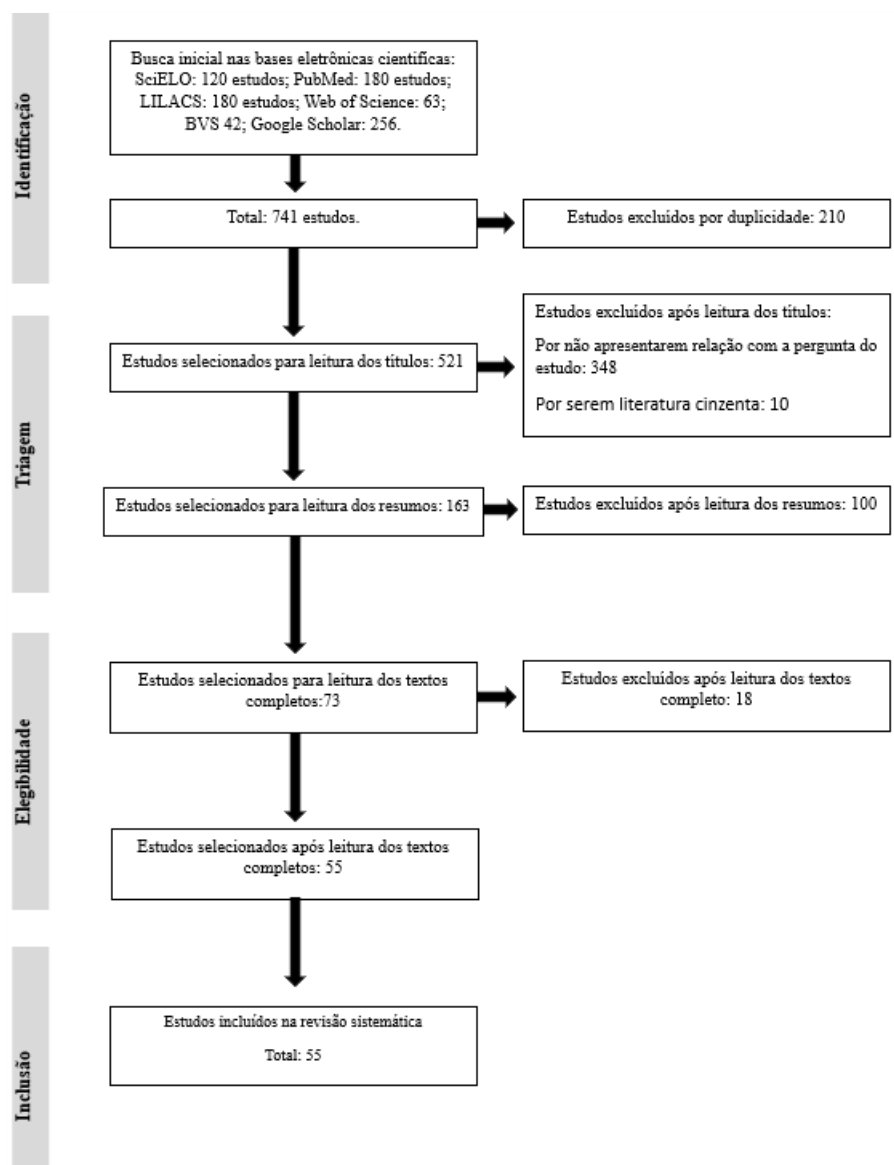 Identificação
Busca inicial nas bases eletrônicas científicas:
SciELO: 120 estudos; PubMed: 180 estudos;
LILACS: 180 estudos; Web of Science: 63;
BVS 42; Google Scholar: 256.
Total: 741 estudos.
Estudos excluídos por duplicidade: 210
Triagem
Estudos selecionados para leitura dos títulos: 521
Estudos excluídos após leitura dos títulos:
Por não apresentarem relação com a pergunta do
estudo: 348
Por serem literatura cinzenta: 10
Estudos selecionados para leitura dos resumos: 163
Estudos excluídos após leitura dos resumos: 100
Elegibilidade
Estudos selecionados para leitura dos textos
completos:73
Estudos excluídos após leitura dos textos
completo: 18
Estudos selecionados após leitura dos textos
completos: 55
Inclusão
Estudos incluídos na revisão sistemática
Total: 55